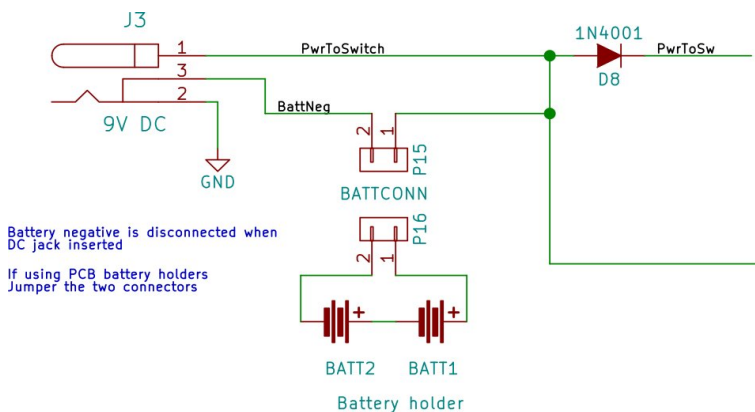 J3
1N4001
1
PwrToSwitch
PwrToSw
3
D8
2
BattNeg
9V DC
2
1
P15
GND
BATTCONN
P16
Battery negative is disconnected when
DC jack inserted
2
1
If using PCB battery holders
Jumper the two connectors
+
+
BATT2
BATT1
Battery holder